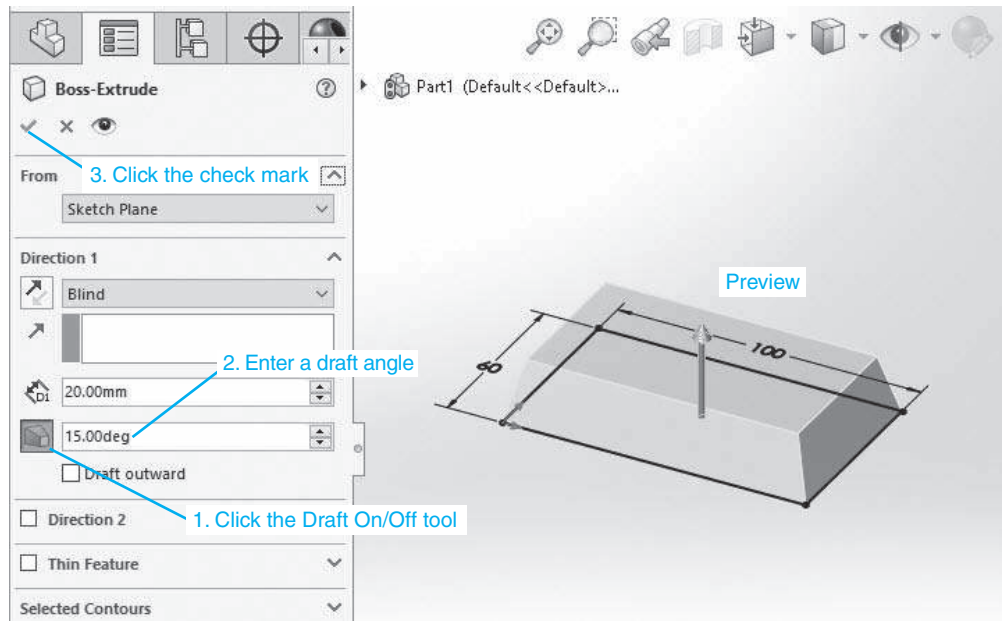 Boss-Extrude
Part1 (Default<<Default>...
3. Click the check mark
From
Sketch Plane
Direction 1
Blind
2. Enter a draft angle
D1
20.00mm
15.00deg
Draft outward
1. Click the Draft On/Off tool
Direction 2
Thin Feature
Selected Contours
Preview
100
60